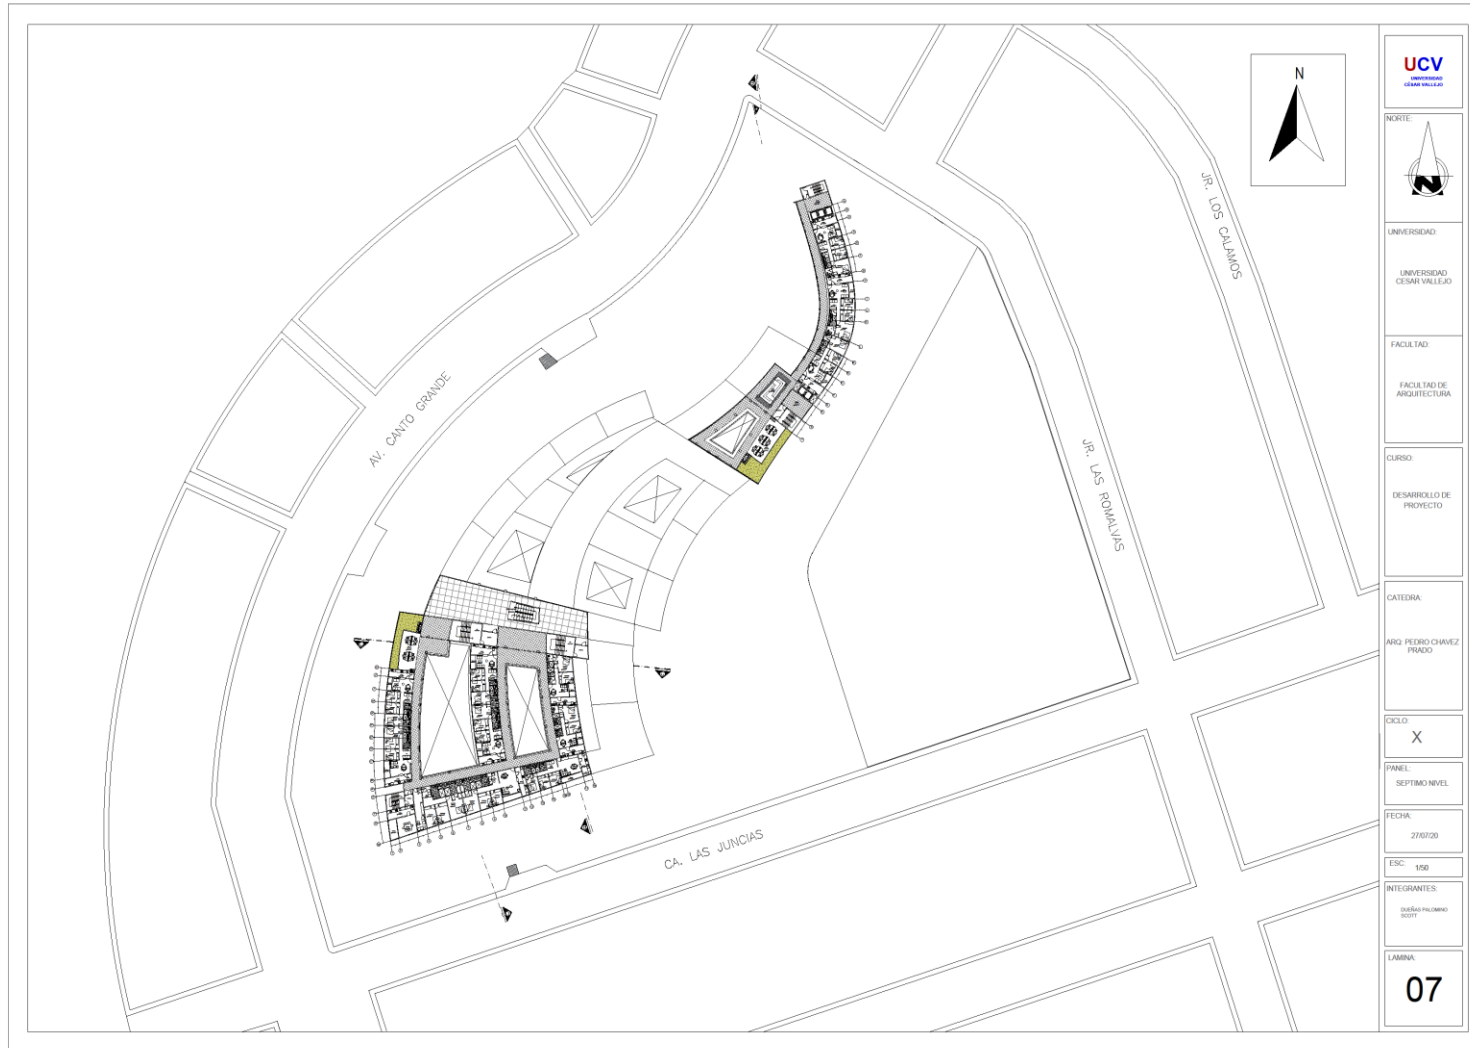 N
AV. CANTO GRANDE
JR. LOS CALAMOS
JR. LAS ROMALVAS
CA. LAS JUNCIAS
UCV
UNIVERSIDAD
CÉSAR VALLEJO
NORTE:
N
UNIVERSIDAD:
UNIVERSIDAD
CESAR VALLEJO
FACULTAD:
FACULTAD DE
ARQUITECTURA
CURSO:
DESARROLLO DE
PROYECTO
CATEDRA:
ARQ. PEDRO CHAVEZ
PRADO
CICLO:
X
PANEL:
SEPTIMO NIVEL
FECHA:
27/07/20
ESC:
1/50
INTEGRANTES:
DUEÑAS PALOMINO
SCOTT
LAMINA:
07